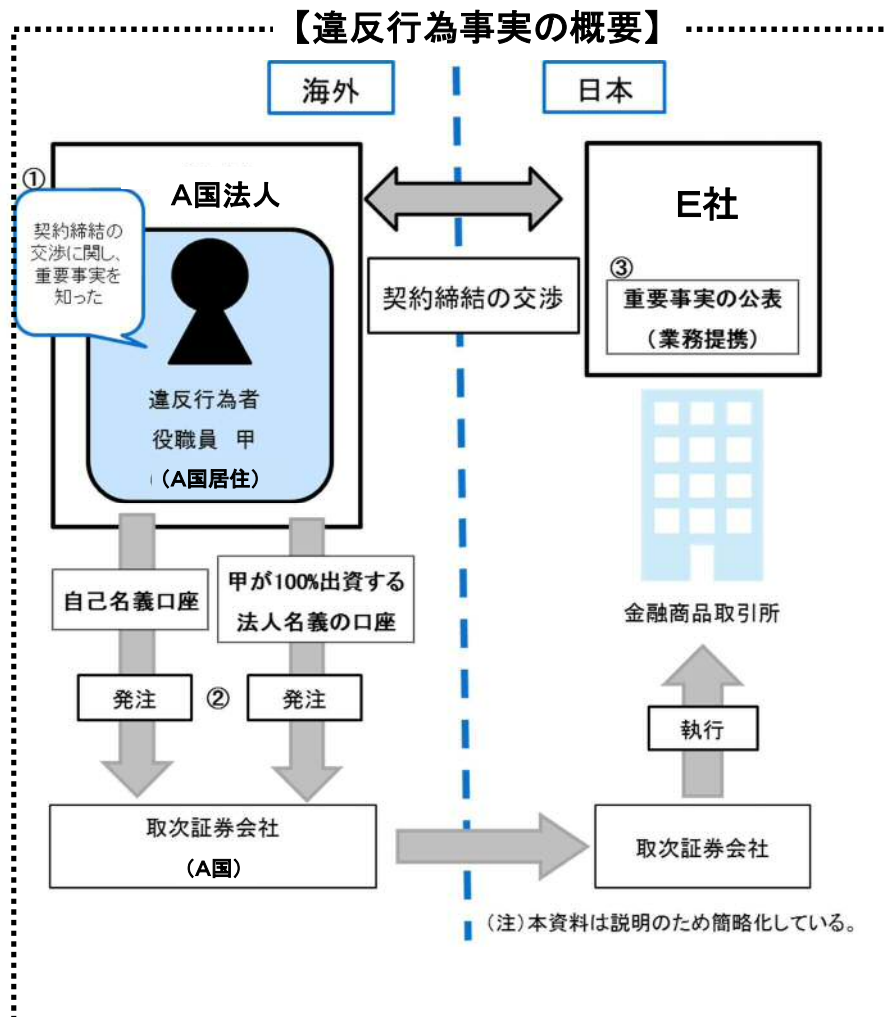 【違反行為事実の概要】
海外
日本
①
A国法人
契約締結の
交渉に関し、
重要事実を
知った
違反行為者
役職員 甲
（A国居住）
契約締結の交渉
E社
③
重要事実の公表
（業務提携）
自己名義口座
甲が100%出資する
法人名義の口座
金融商品取引所
発注
②
発注
執行
取次証券会社
（A国）
取次証券会社
（注）本資料は説明のため簡略化している。